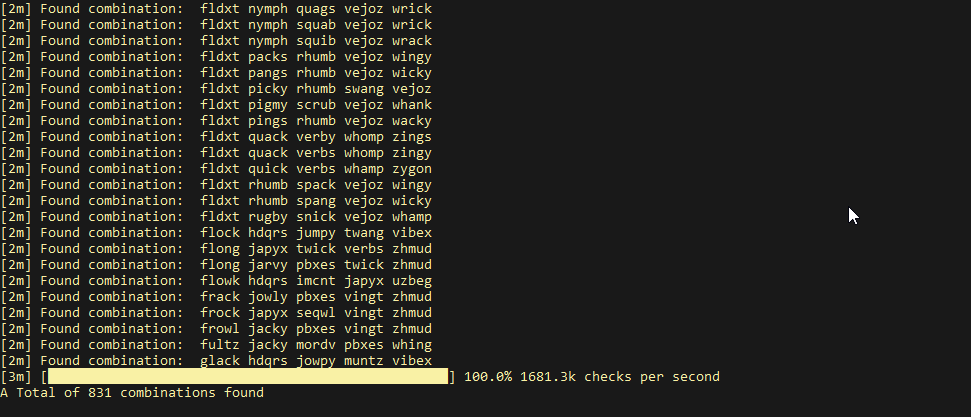 [2m] Found combination:  fldxt nymph quags vejoz wrick
[2m] Found combination:  fldxt nymph squab vejoz wrick
[2m] Found combination:  fldxt nymph squib vejoz wrack
[2m] Found combination:  fldxt packs rhumb vejoz wingy
[2m] Found combination:  fldxt pangs rhumb vejoz wicky
[2m] Found combination:  fldxt picky rhumb swang vejoz
[2m] Found combination:  fldxt pigmy scrub vejoz whank
[2m] Found combination:  fldxt pings rhumb vejoz wacky
[2m] Found combination:  fldxt quack verby whomp zings
[2m] Found combination:  fldxt quack verbs whomp zingy
[2m] Found combination:  fldxt quick verbs whamp zygon
[2m] Found combination:  fldxt rhumb spack vejoz wingy
[2m] Found combination:  fldxt rhumb spang vejoz wicky
[2m] Found combination:  fldxt rugby snick vejoz whamp
[2m] Found combination:  flock hdqrs jumpy twang vibex
[2m] Found combination:  flong japyx twick verbs zhmud
[2m] Found combination:  flong jarvy pbxes twick zhmud
[2m] Found combination:  flowk hdqrs imcnt japyx uzbeg
[2m] Found combination:  frack jowly pbxes vingt zhmud
[2m] Found combination:  frock japyx seqwl vingt zhmud
[2m] Found combination:  frowl jacky pbxes vingt zhmud
[2m] Found combination:  fultz jacky mordv pbxes whing
[2m] Found combination:  glack hdqrs jowpy muntz vibex
[3m] [ ] 100.0% 1681.3k checks per second
A Total of 831 combinations found